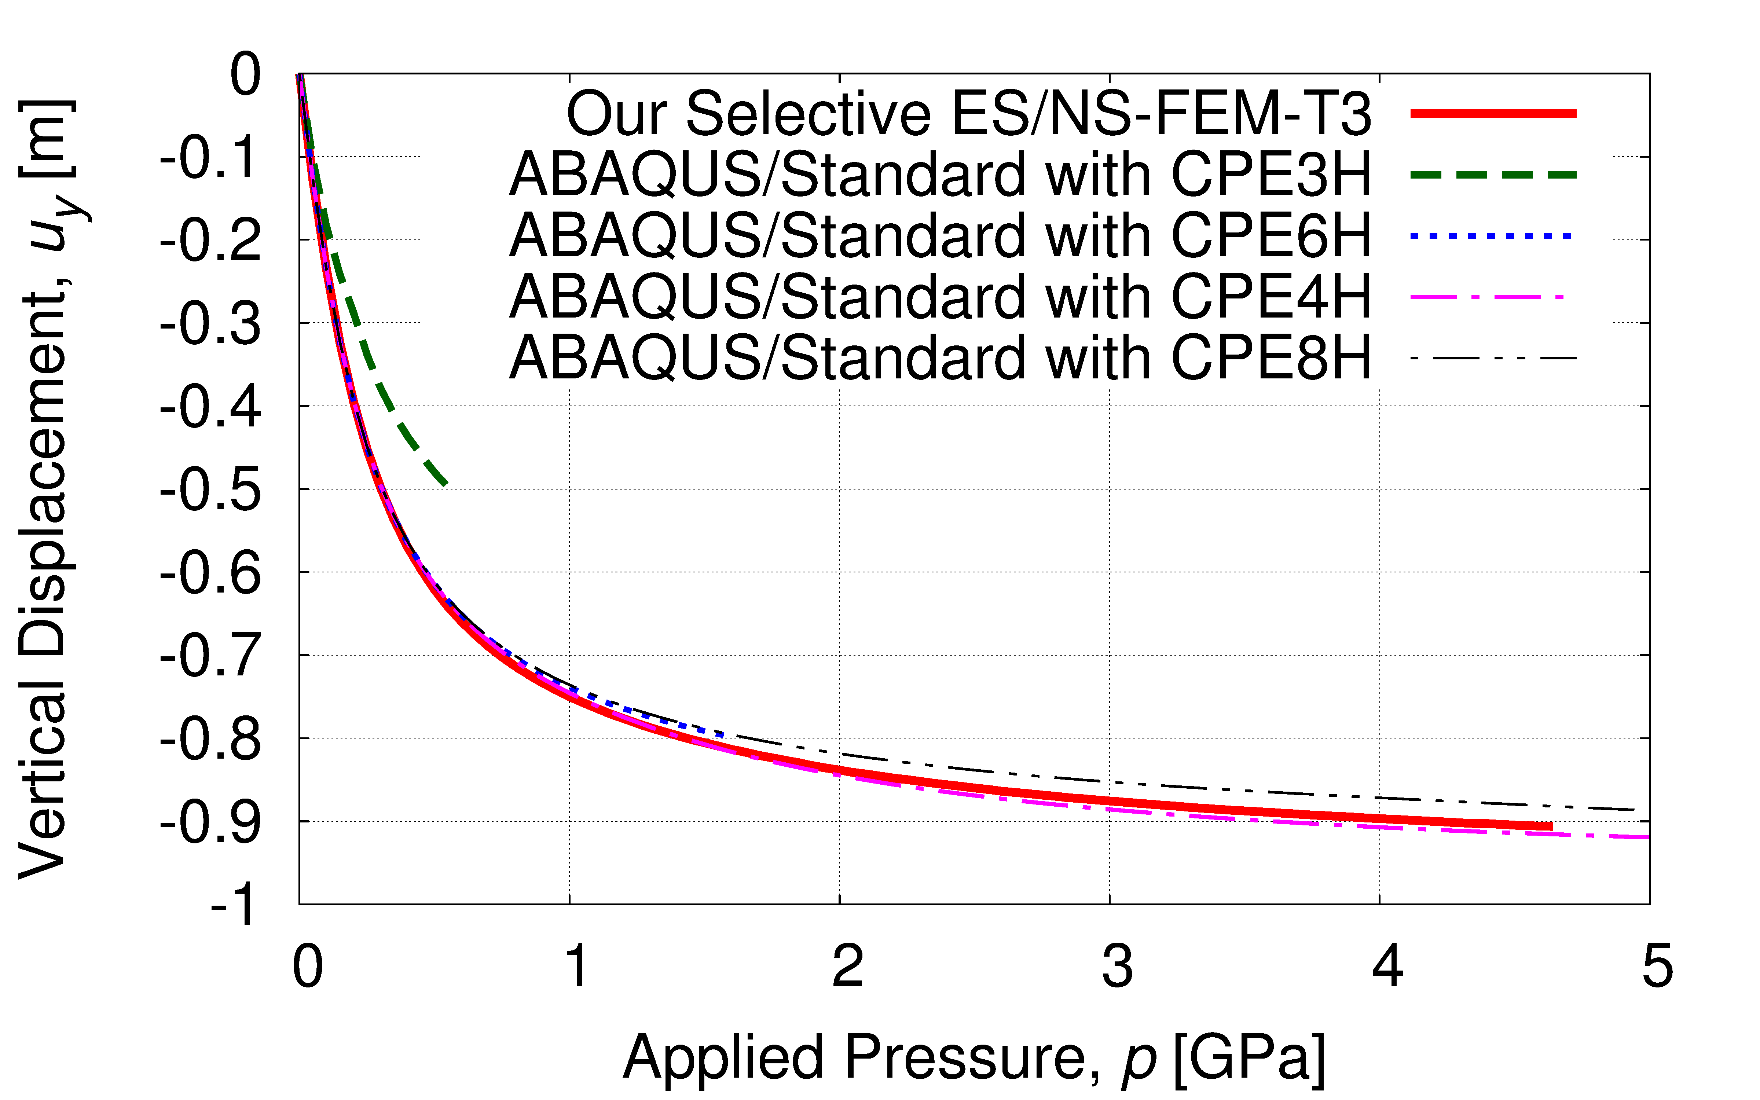 Vertical Displacement, uy [m]
0
-0.1
-0.2
-0.3
-0.4
-0.5
-0.6
-0.7
-0.8
-0.9
-1
Our Selective ES/NS-FEM-T3
ABAQUS/Standard with CPE3H
ABAQUS/Standard with CPE6H
ABAQUS/Standard with CPE4H
ABAQUS/Standard with CPE8H
0 1 2 3 4 5
Applied Pressure, p [GPa]